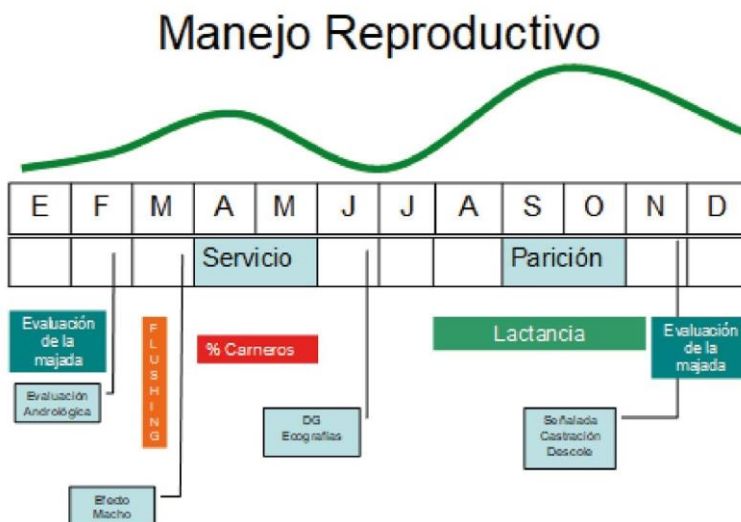 Manejo Reproductivo
E F M A M J J A S O N D
Servicio Parición
Evaluación
de la
majada
FLUSHING
% Carneros
Lactancia
Evaluación
de la
majada
Evaluación
Andrológica
DG
Ecografías
Señalada
Castración
Descole
Efecto
Macho